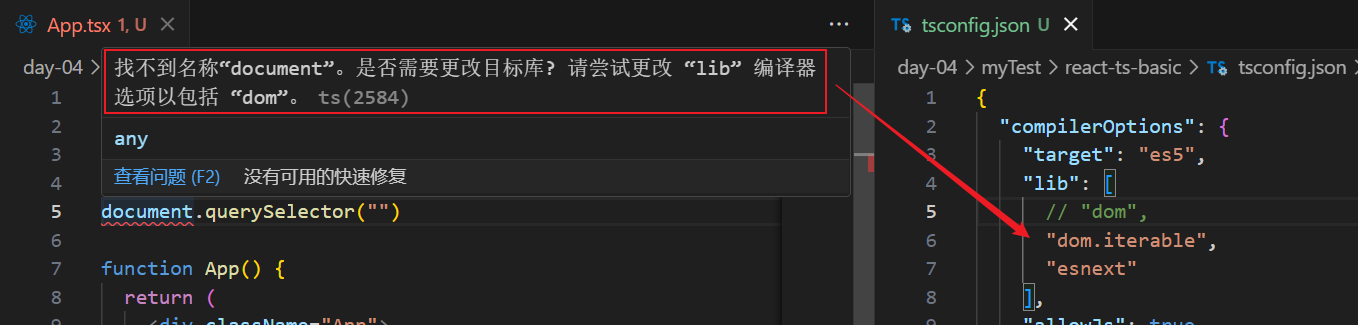 App.tsx 1, U
day-04 >
找不到名称“document”。是否需要更改目标库? 请尝试更改 “lib” 编译器
选项以包括 “dom”。 ts(2584)
any
查看问题 (F2) 没有可用的快速修复
1
2
3
4
5 document.querySelector("")
6
7 function App() {
8 return (
9 <div className="App">
TS tsconfig.json U
day-04 > myTest > react-ts-basic > TS tsconfig.json >
1 {
2 "compilerOptions": {
3 "target": "es5",
4 "lib": [
5 // "dom",
6 "dom.iterable",
7 "esnext"
8 ],
9 "allowJs": true